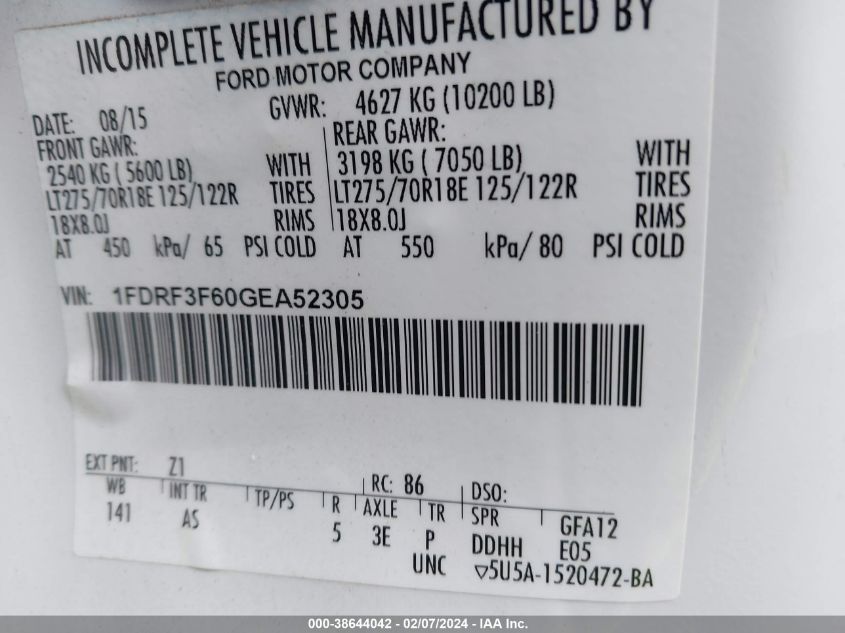 INCOMPLETE VEHICLE MANUFACTURED BY
FORD MOTOR COMPANY
DATE: 08/15 GVWR: 4627 KG (10200 LB)
FRONT GAWR: REAR GAWR:
2540 KG ( 5600 LB) WITH 3198 KG ( 7050 LB) WITH
LT275/70R18E 125/122R TIRES LT275/70R18E 125/122R TIRES
18X8.0J RIMS 18X8.0J RIMS
AT 450 kPa/ 65 PSI COLD AT 550 kPa/ 80 PSI COLD
VIN: 1FDRF3F60GEA52305
EXT PNT: Z1 RC: 86 DSO:
WB INT TR TP/PS R AXLE TR SPR GFA12
141 AS 5 3E P DDHH E05
UNC ▽5U5A-1520472-BA
000-38644042 - 02/07/2024 - IAA Inc.